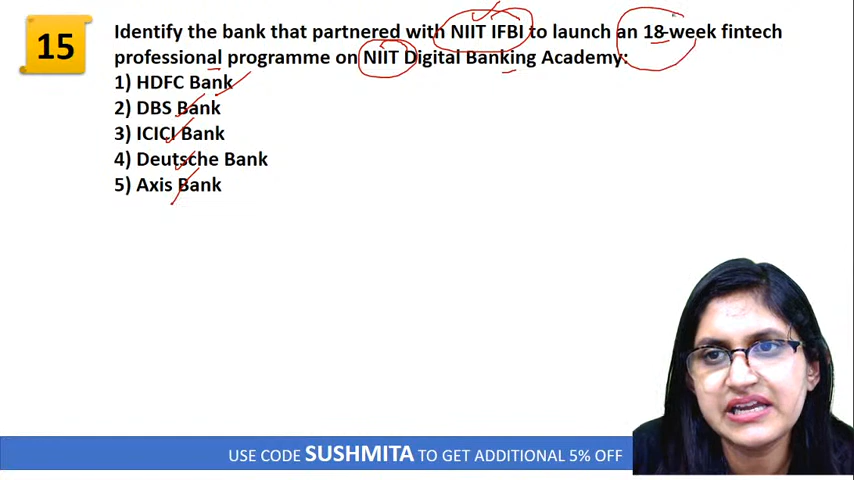 15
Identify the bank that partnered with NIIT IFBI to launch an 18-week fintech
professional programme on NIIT Digital Banking Academy:
1) HDFC Bank
2) DBS Bank
3) ICICI Bank
4) Deutsche Bank
5) Axis Bank
USE CODE SUSHMITA TO GET ADDITIONAL 5% OFF